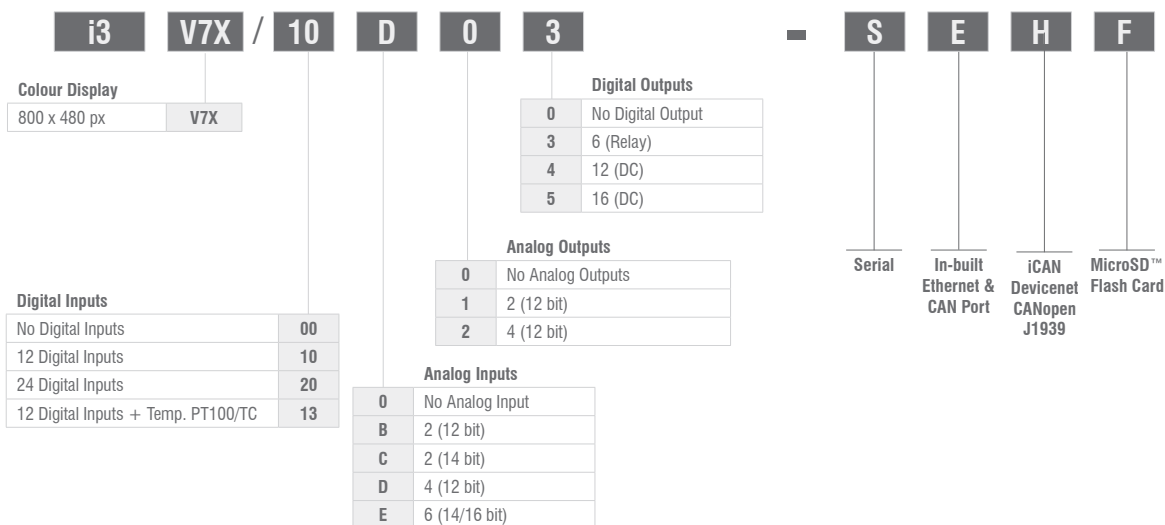 i3 V7X / 10 D 0 3 - S E H F
Colour Display
800 x 480 px V7X
Digital Outputs
0 No Digital Output
3 6 (Relay)
4 12 (DC)
5 16 (DC)
Analog Outputs
0 No Analog Outputs
1 2 (12 bit)
2 4 (12 bit)
Serial
In-built
Ethernet &
CAN Port
iCAN
Devicenet
CANopen
J1939
MicroSD™
Flash Card
Digital Inputs
No Digital Inputs 00
12 Digital Inputs 10
24 Digital Inputs 20
12 Digital Inputs + Temp. PT100/TC 13
Analog Inputs
0 No Analog Input
B 2 (12 bit)
C 2 (14 bit)
D 4 (12 bit)
E 6 (14/16 bit)